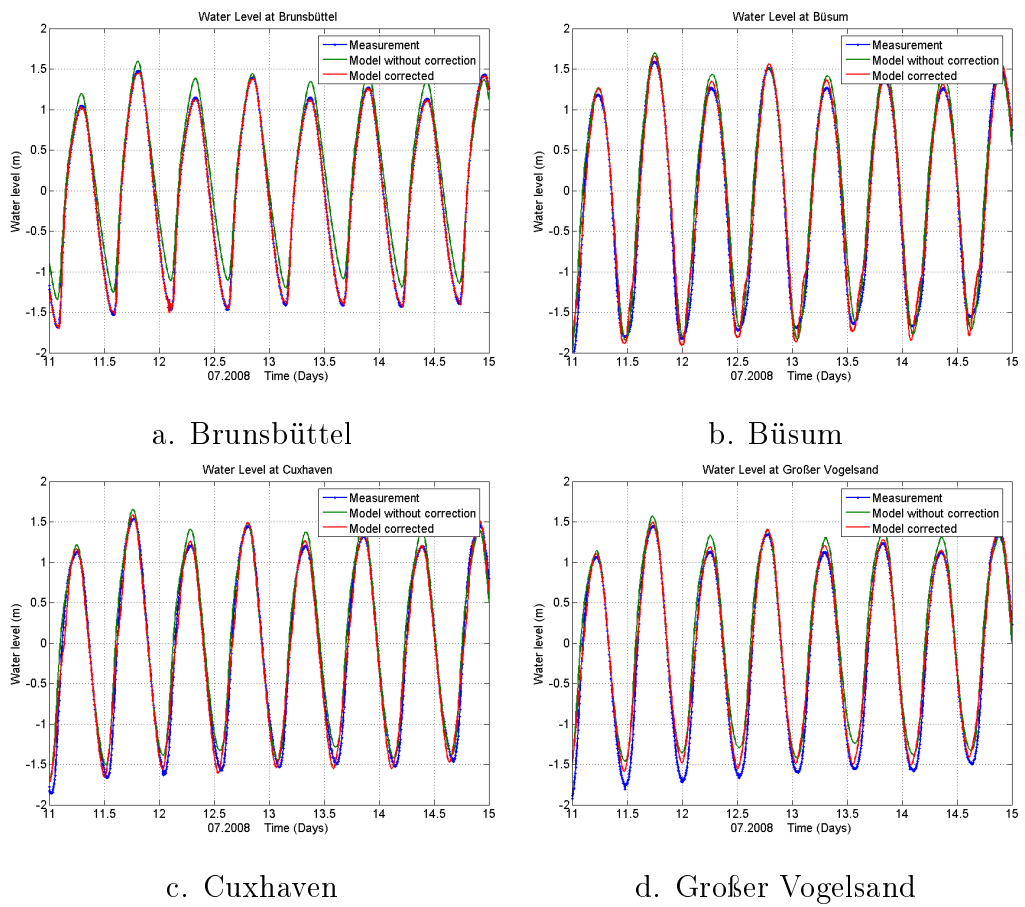 Water Level at Brunsbüttel
Measurement
Model without correction
Model corrected
Water level (m)
2
1.5
1
0.5
0
-0.5
-1
-1.5
-2
11 11.5 12 12.5 13 13.5 14 14.5 15
07.2008 Time (Days)
a. Brunsbüttel
Water Level at Büsum
Measurement
Model without correction
Model corrected
Water level (m)
2
1.5
1
0.5
0
-0.5
-1
-1.5
-2
11 11.5 12 12.5 13 13.5 14 14.5 15
07.2008 Time (Days)
b. Büsum
Water Level at Cuxhaven
Measurement
Model without correction
Model corrected
Water level (m)
2
1.5
1
0.5
0
-0.5
-1
-1.5
-2
11 11.5 12 12.5 13 13.5 14 14.5 15
07.2008 Time (Days)
c. Cuxhaven
Water Level at Großer Vogelsand
Measurement
Model without correction
Model corrected
Water level (m)
2
1.5
1
0.5
0
-0.5
-1
-1.5
-2
11 11.5 12 12.5 13 13.5 14 14.5 15
07.2008 Time (Days)
d. Großer Vogelsand